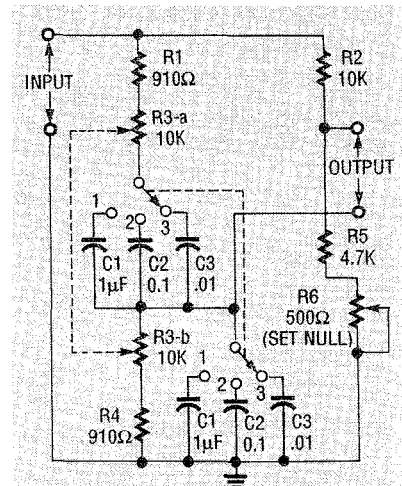 INPUT
R1
910Ω
R2
10K
R3-a
10K
OUTPUT
1
2
3
C1
1µF
C2
0.1
C3
.01
R5
4.7K
R6
500Ω
(SET NULL)
R3-b
10K
R4
910Ω
1
2
3
C1
1µF
C2
0.1
C3
.01